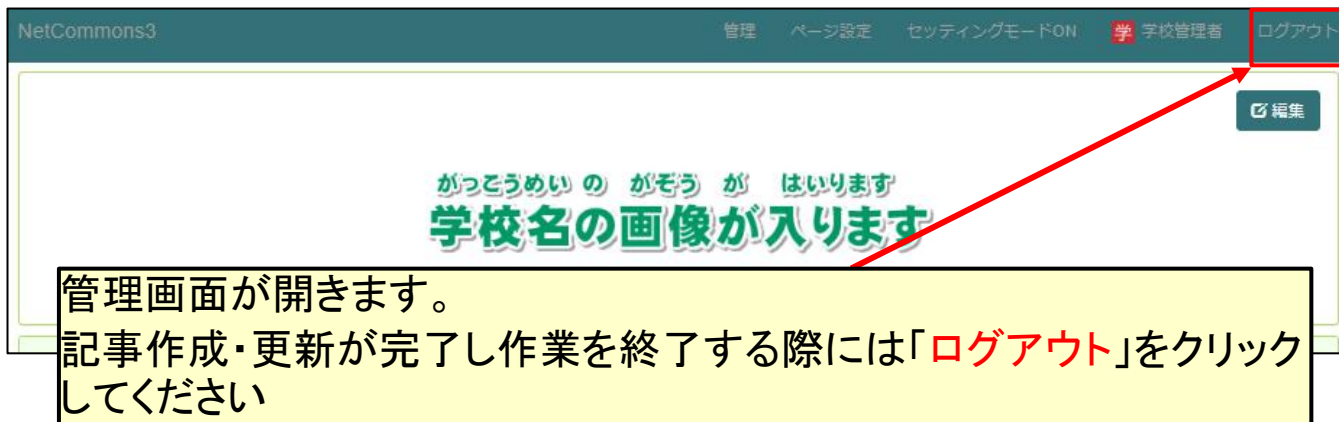 NetCommons3 管理 ページ設定 セッティングモードON 学 学校管理者 ログアウト
編集
がっこうめい の がぞう が はいります
学校名の画像が入ります
管理画面が開きます。
記事作成・更新が完了し作業を終了する際には「ログアウト」をクリック
してください